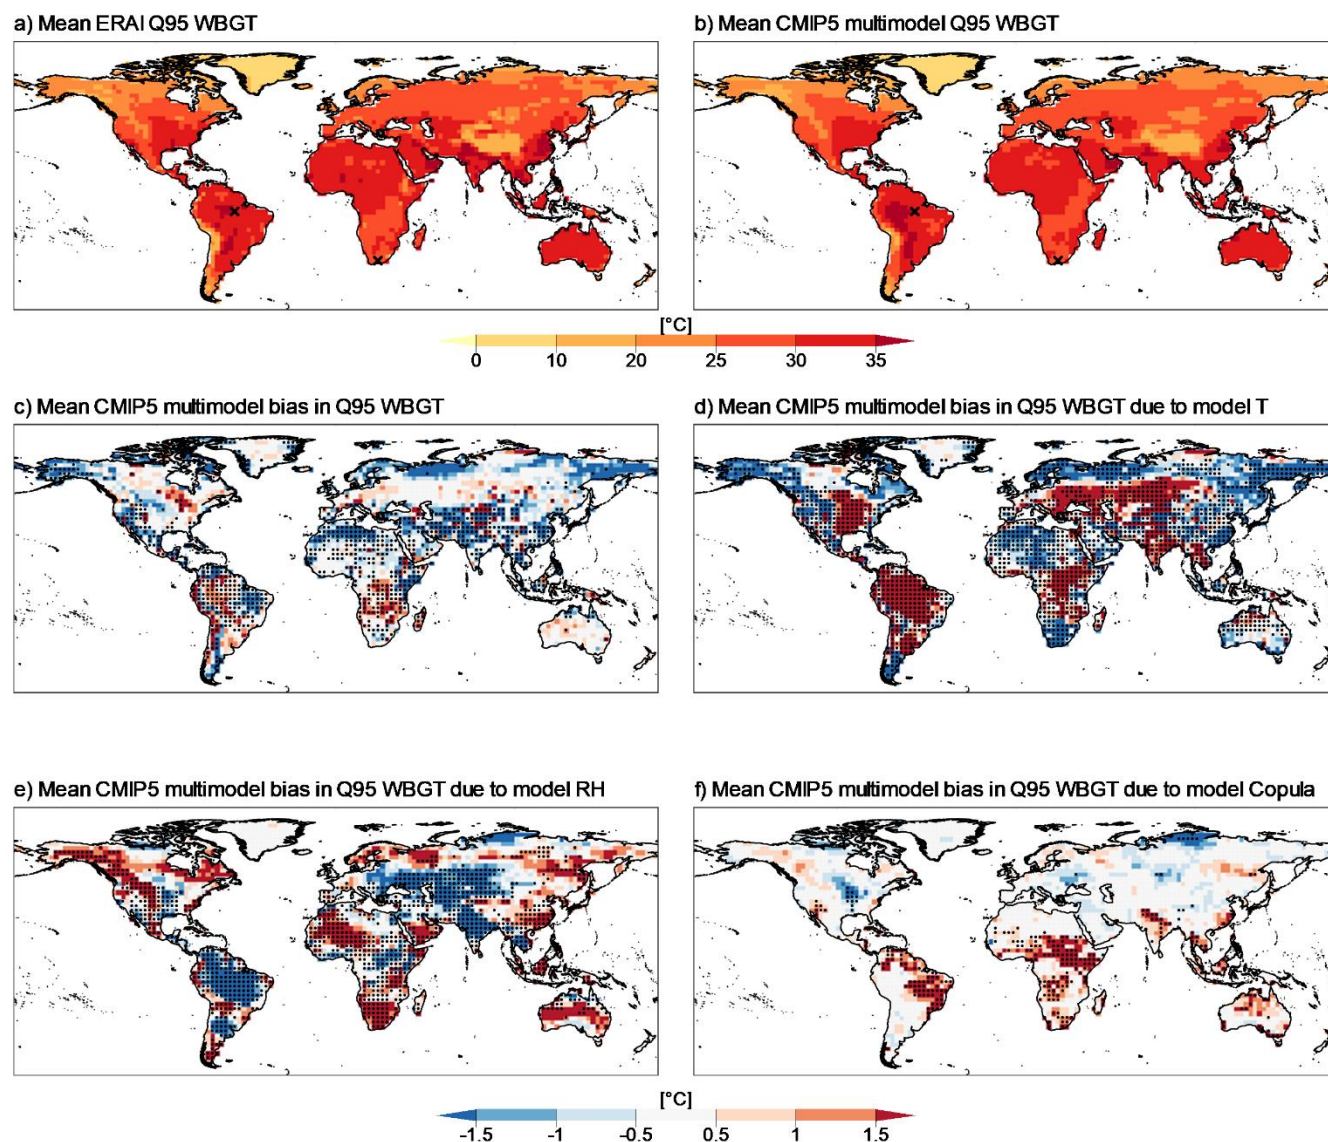 a) Mean ERAI Q95 WBGT
b) Mean CMIP5 multimodel Q95 WBGT
[°C]
0 10 20 25 30 35
c) Mean CMIP5 multimodel bias in Q95 WBGT
d) Mean CMIP5 multimodel bias in Q95 WBGT due to model T
e) Mean CMIP5 multimodel bias in Q95 WBGT due to model RH
f) Mean CMIP5 multimodel bias in Q95 WBGT due to model Copula
[°C]
-1.5 -1 -0.5 0.5 1 1.5